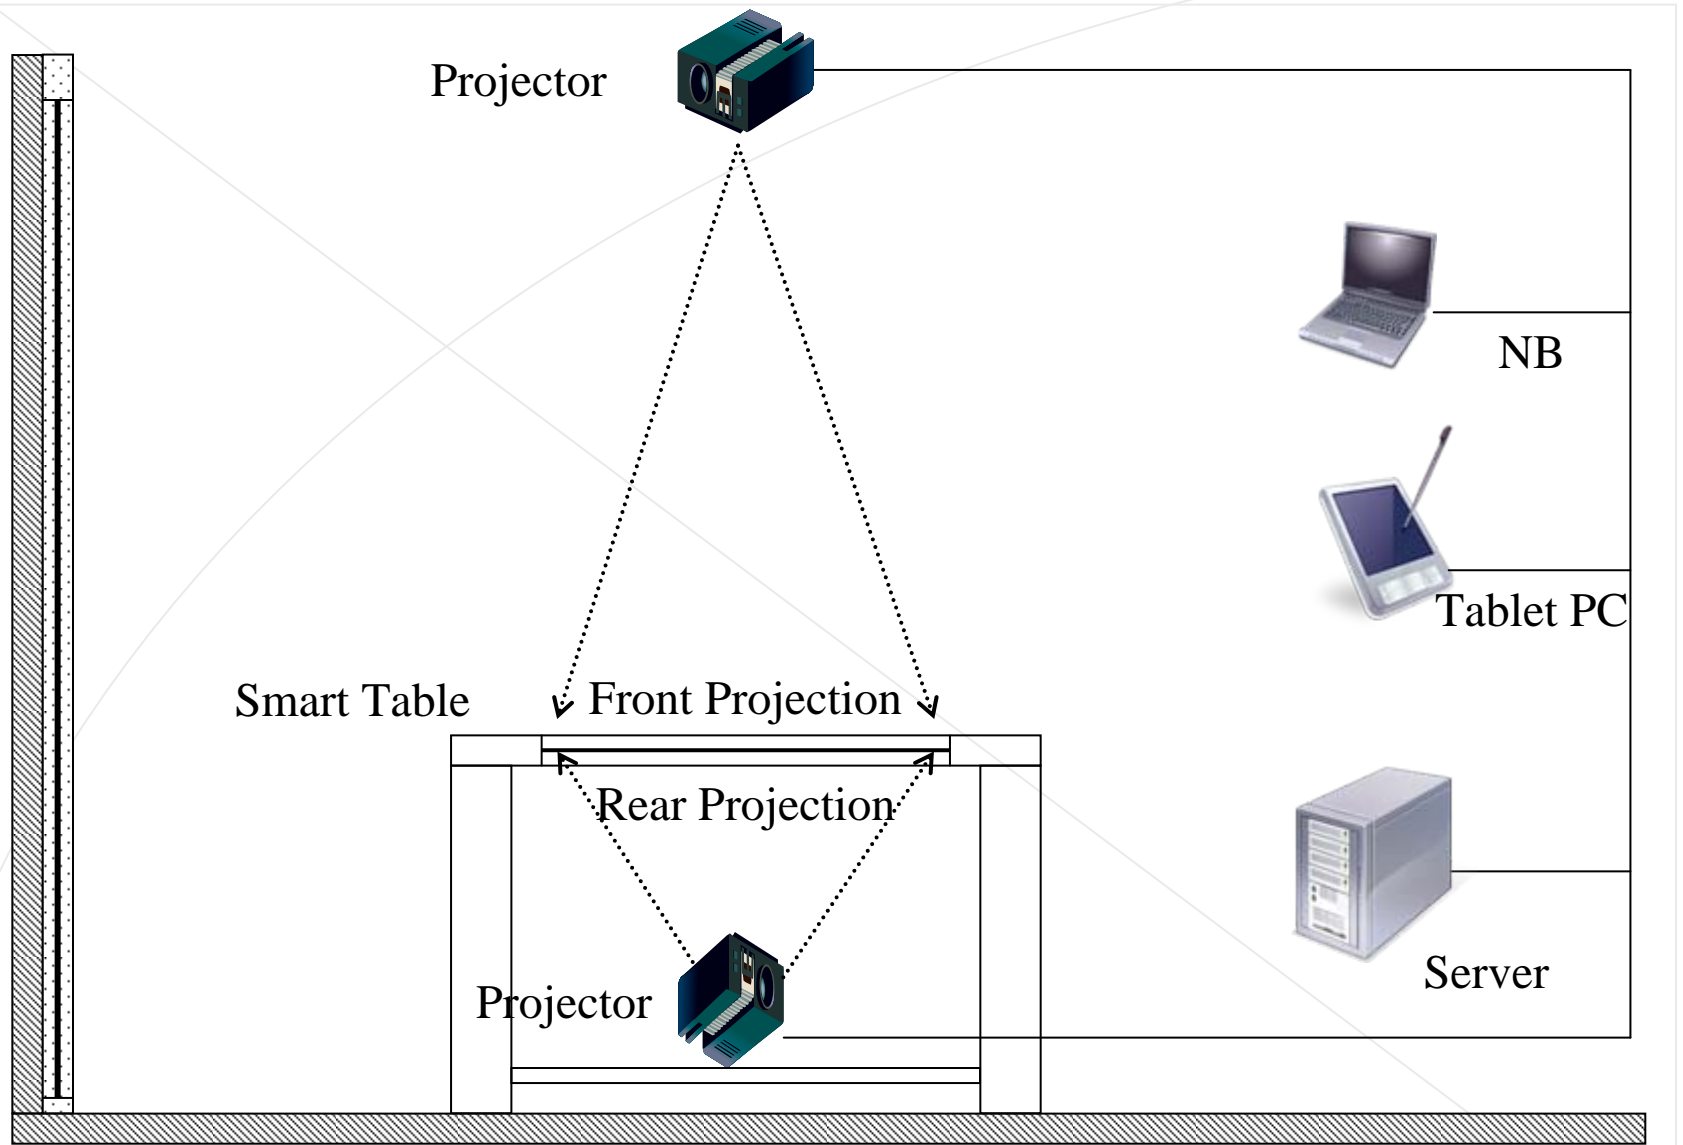 Projector
NB
Tablet PC
Smart Table
Front Projection
Rear Projection
Server
Projector